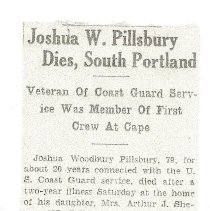 Joshua W. Pillsbury
Dies, South Portland
Veteran Of Coast Guard Serv-
ice Was Member Of First
Crew At Cape
Joshua Woodbury Pillsbury, 79, for
about 20 years connected with the U.
S. Coast Guard service, died after a
two-year illness Saturday at the home
of his daughter, Mrs. Arthur J. She-